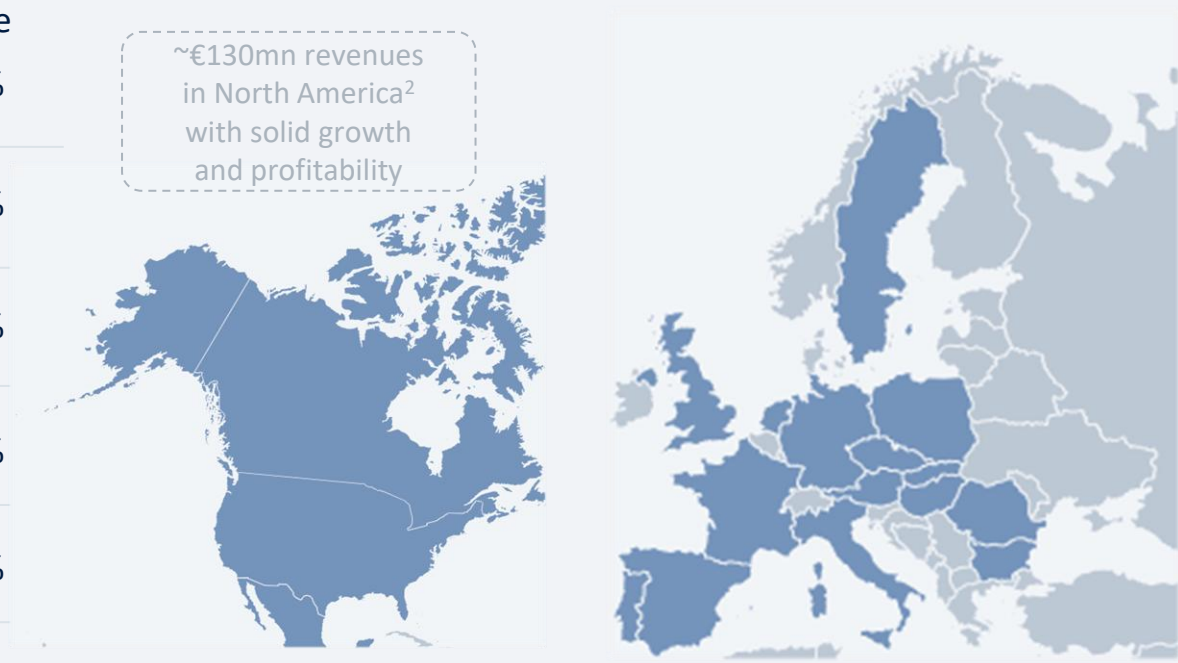 e
%
~€130mn revenues
in North America²
with solid growth
and profitability
%
%
%
%